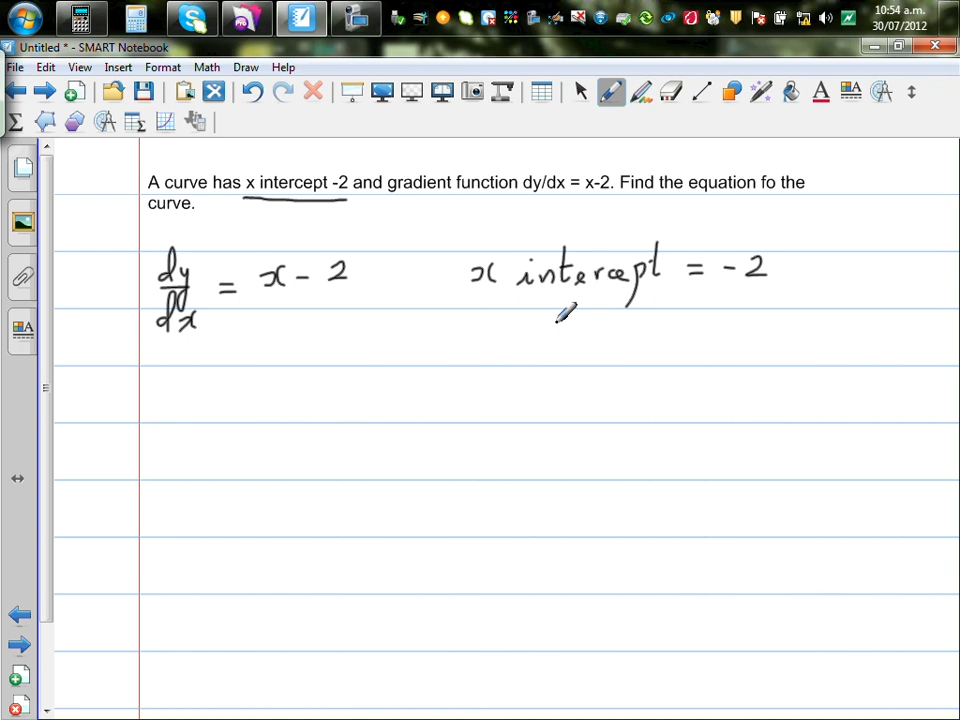 10:54 a.m.
30/07/2012
Untitled * - SMART Notebook
File Edit View Insert Format Math Draw Help
A curve has x intercept -2 and gradient function dy/dx = x-2. Find the equation fo the
curve.
dy/dx = x - 2
x intercept = -2